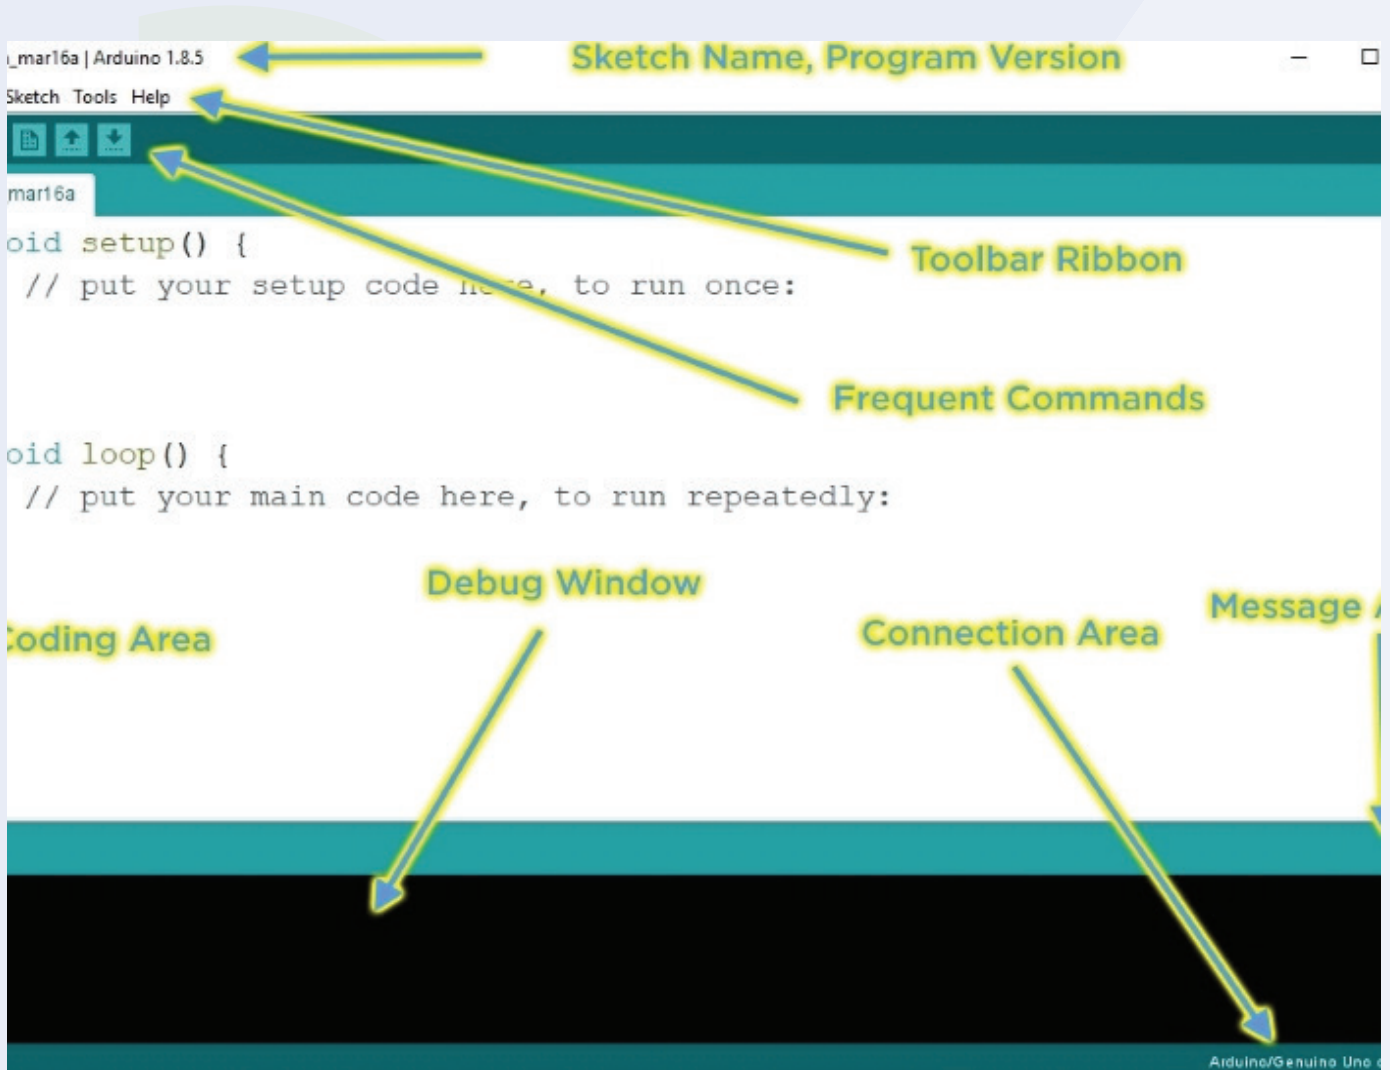 _mar16a | Arduino 1.8.5
Sketch Name, Program Version
Sketch Tools Help
mar16a
oid setup() {
// put your setup code here, to run once:
Toolbar Ribbon
Frequent Commands
oid loop() {
// put your main code here, to run repeatedly:
Debug Window
Message A
Connection Area
Coding Area
Arduino/Genuino Uno